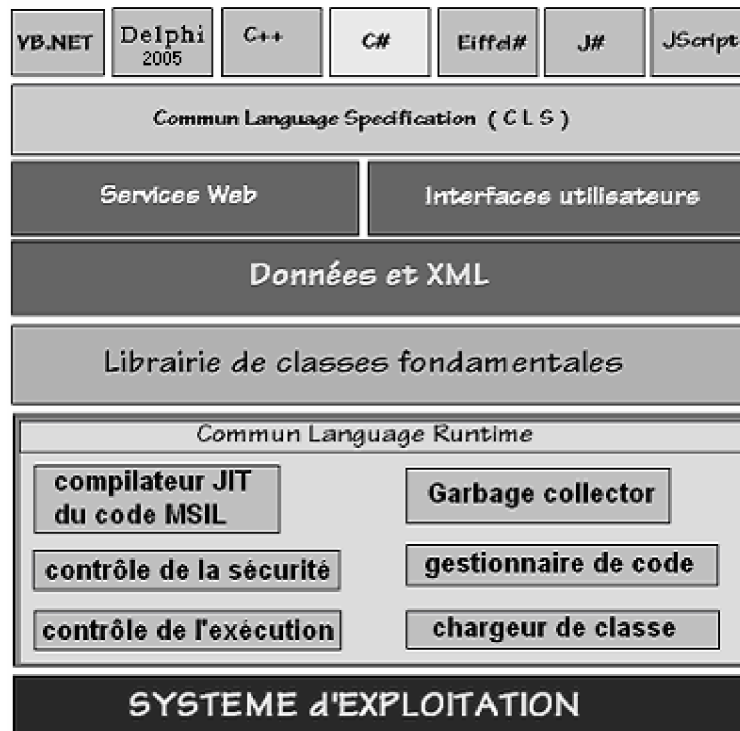 VB.NET
Delphi
2005
C++
C#
Eiffel#
J#
JScript
Commun Language Specification ( C L S )
Services Web
Interfaces utilisateurs
Données et XML
Librairie de classes fondamentales
Commun Language Runtime
compilateur JIT
du code MSIL
Garbage collector
contrôle de la sécurité
gestionnaire de code
contrôle de l'exécution
chargeur de classe
SYSTEME d'EXPLOITATION